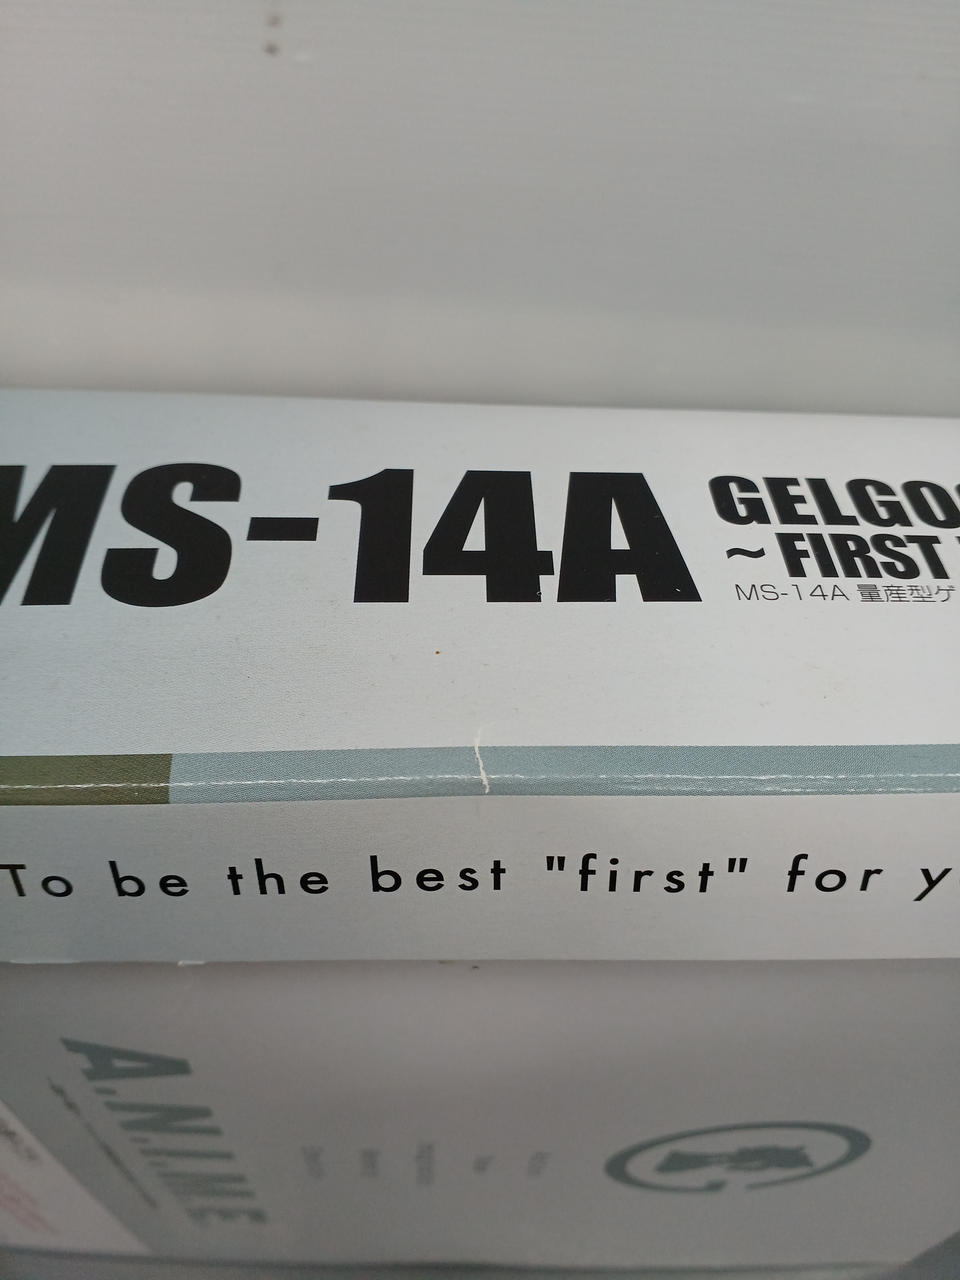 MS-14A
GELGO
~ FIRST
MS-14A 量産型ゲ
To be the best "first" for y
A.N.I.M.E.